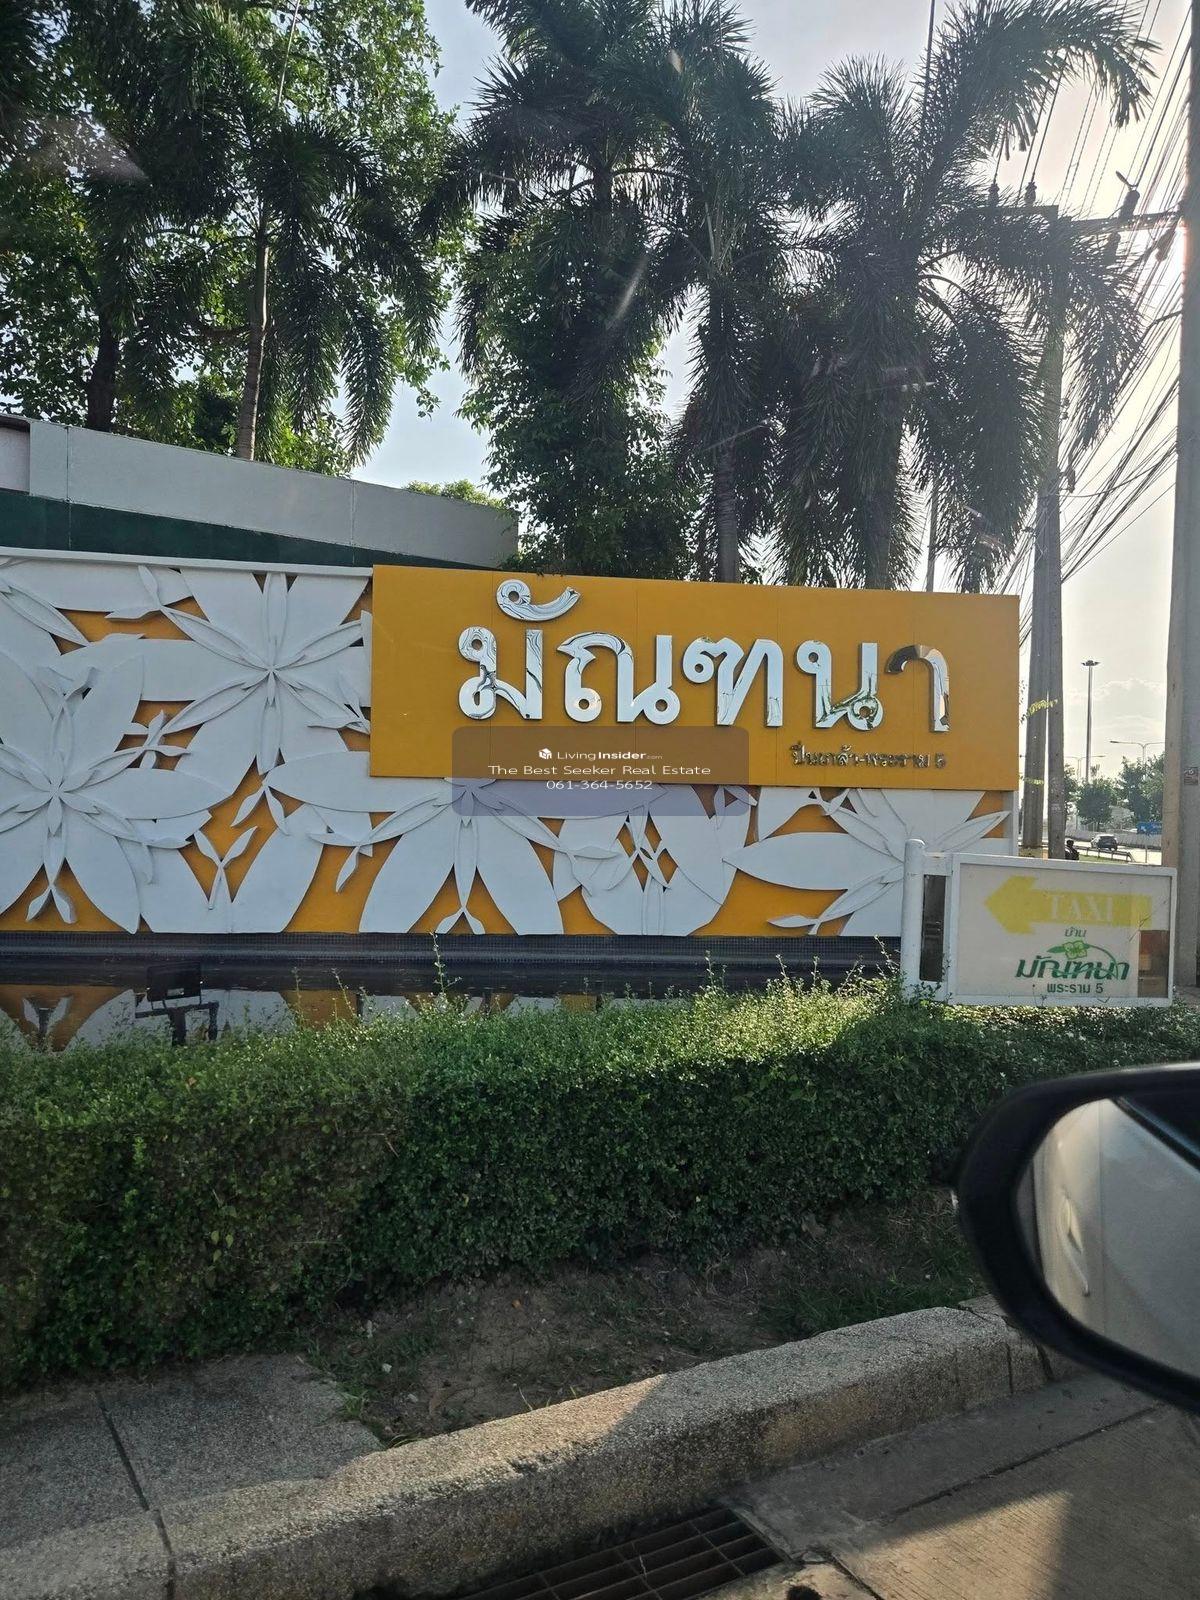 มัณฑนา
ปิ่นเกล้า-พระราม 5
LivingInsider.com
The Best Seeker Real Estate
061-364-5652
TAXI
บ้าน
มัณฑนา
พระราม 5